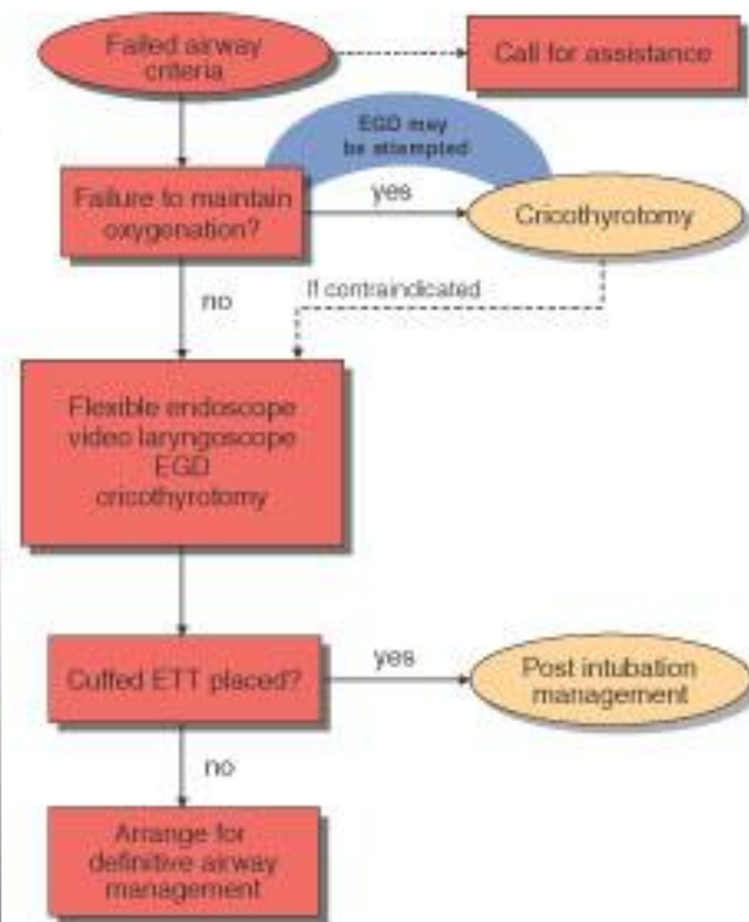 Failed airway
criteria
Call for assistance
EGD may
be attempted
Failure to maintain
oxygenation?
yes
Cricothyrotomy
no
If contraindicated
Flexible endoscope
video laryngoscope
EGD
cricothyrotomy
Cuffed ETT placed?
yes
Post intubation
management
no
Arrange for
definitive airway
management